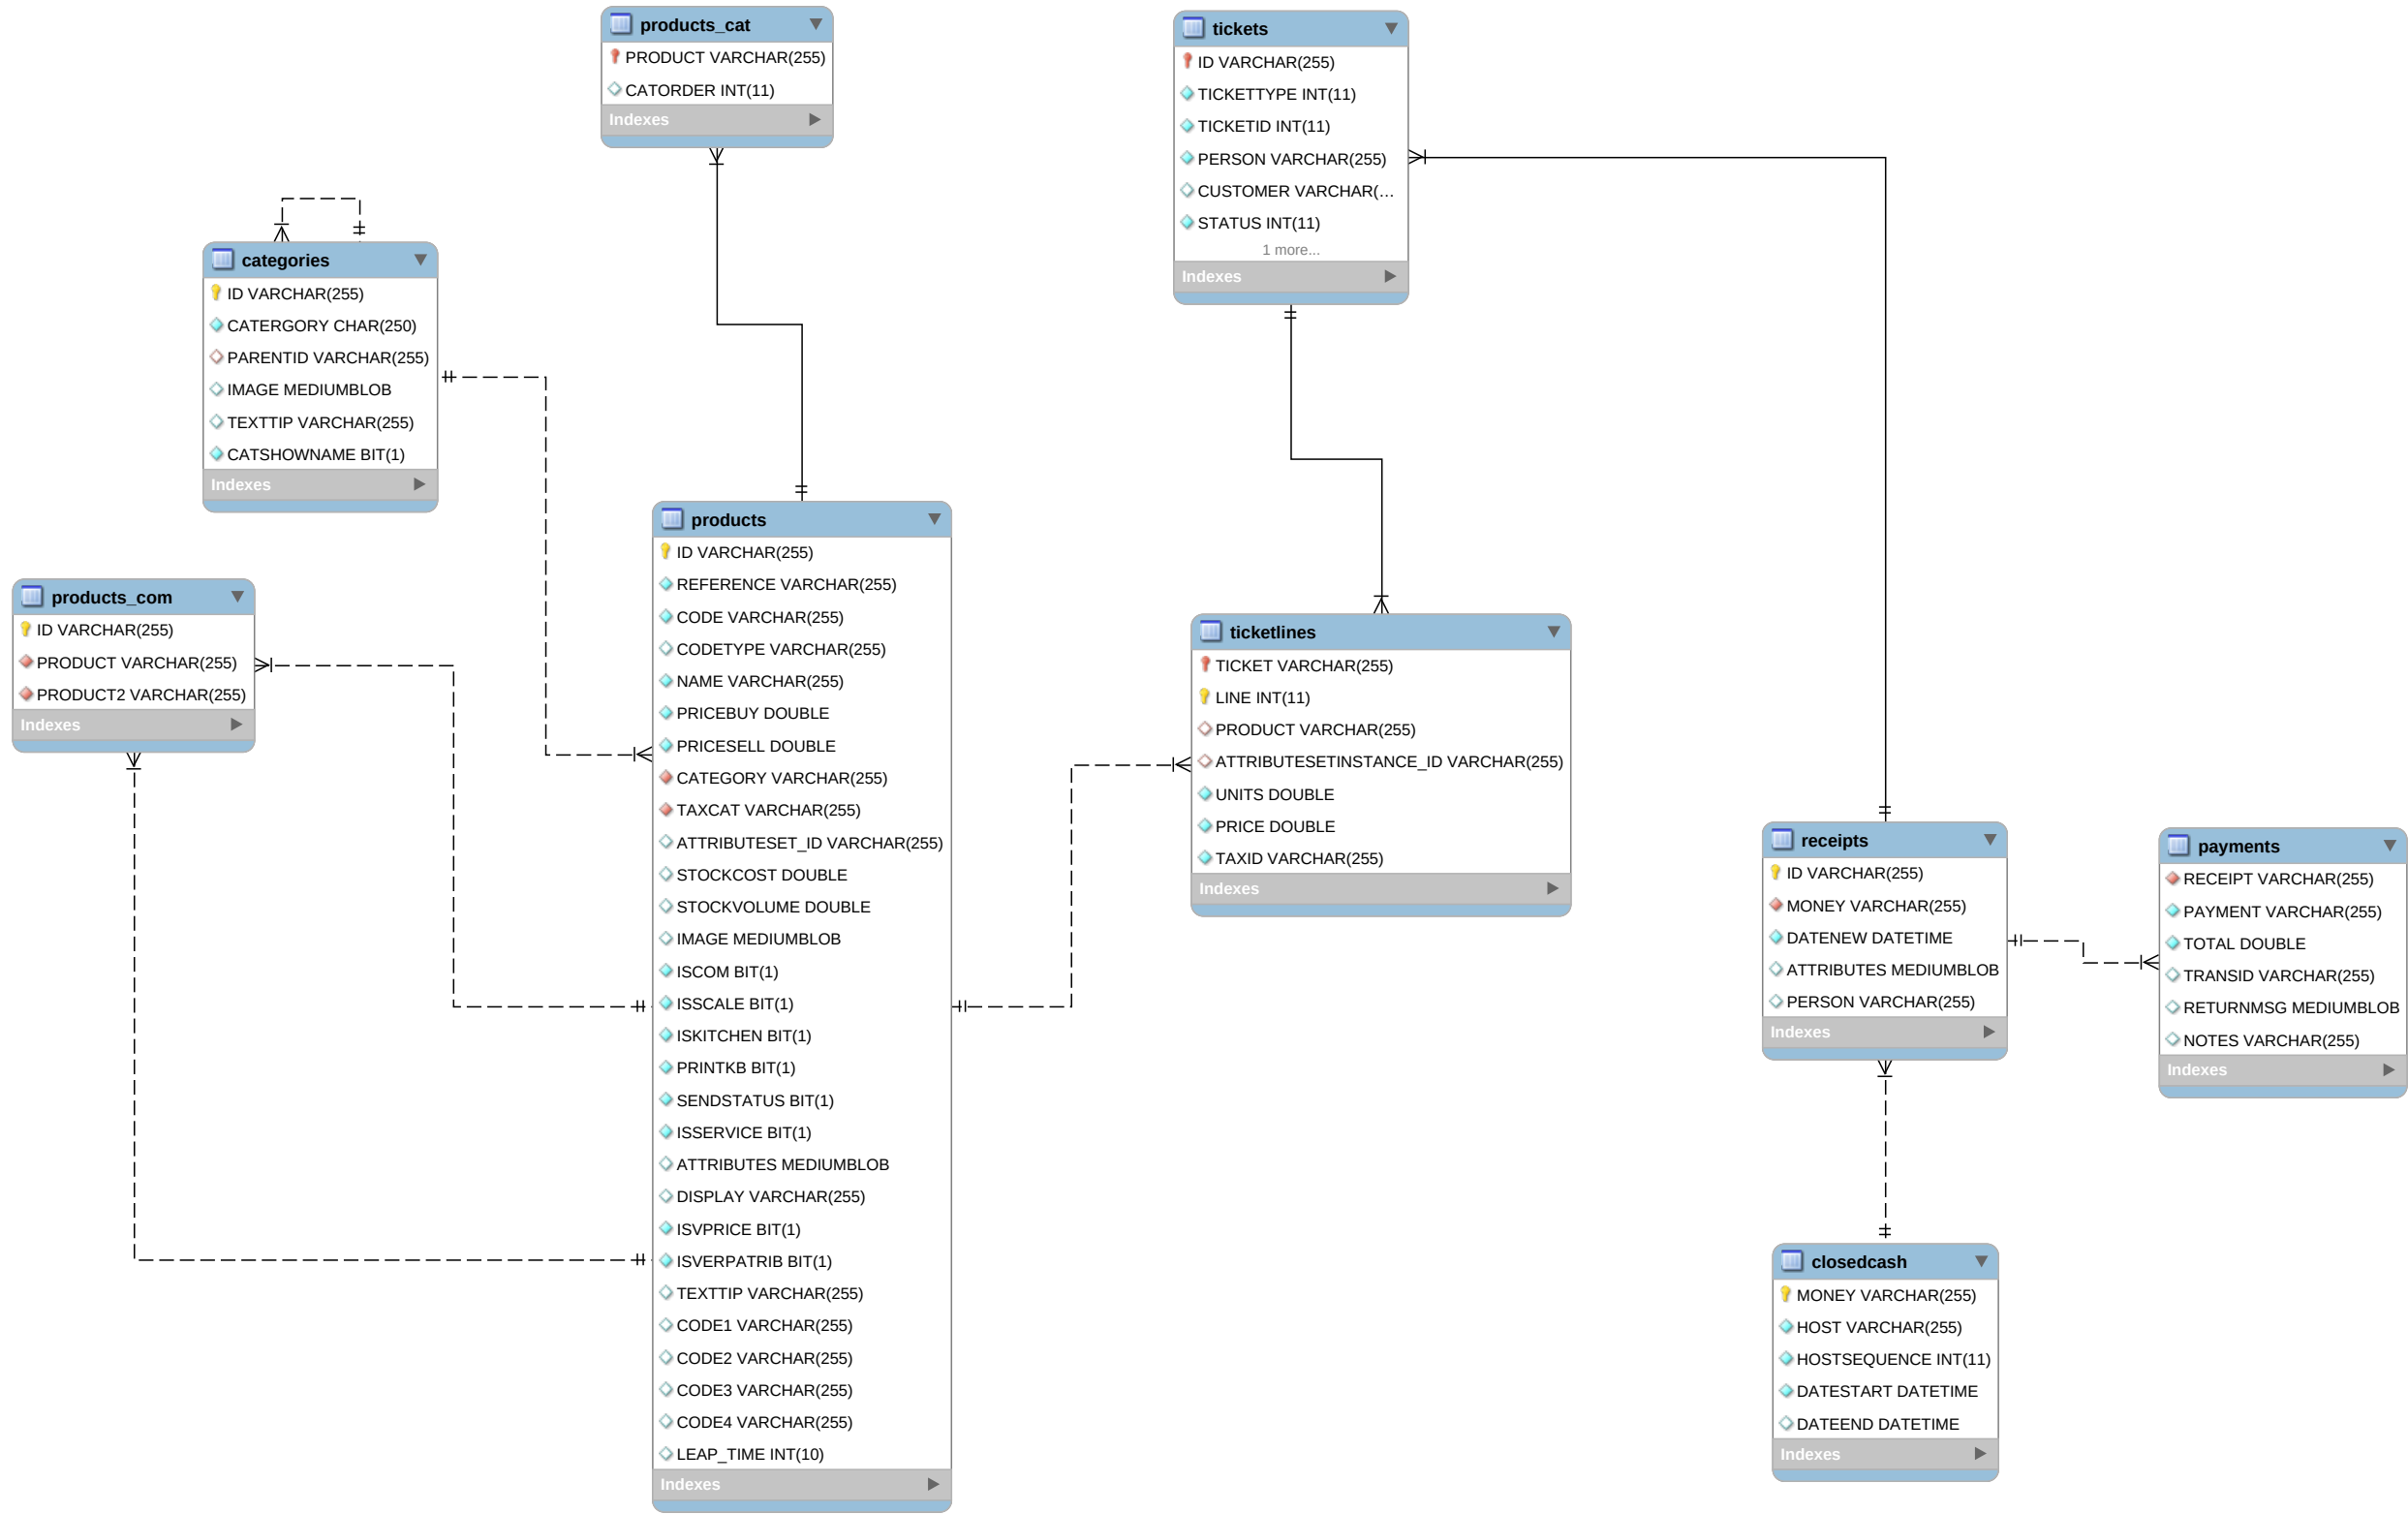 products_cat
PRODUCT VARCHAR(255)
CATORDER INT(11)
Indexes
tickets
ID VARCHAR(255)
TICKETTYPE INT(11)
TICKETID INT(11)
PERSON VARCHAR(255)
CUSTOMER VARCHAR(…
STATUS INT(11)
1 more...
Indexes
categories
ID VARCHAR(255)
CATERGORY CHAR(250)
PARENTID VARCHAR(255)
IMAGE MEDIUMBLOB
TEXTTIP VARCHAR(255)
CATSHOWNAME BIT(1)
Indexes
products_com
ID VARCHAR(255)
PRODUCT VARCHAR(255)
PRODUCT2 VARCHAR(255)
Indexes
products
ID VARCHAR(255)
REFERENCE VARCHAR(255)
CODE VARCHAR(255)
CODETYPE VARCHAR(255)
NAME VARCHAR(255)
PRICEBUY DOUBLE
PRICESELL DOUBLE
CATEGORY VARCHAR(255)
TAXCAT VARCHAR(255)
ATTRIBUTESET_ID VARCHAR(255)
STOCKCOST DOUBLE
STOCKVOLUME DOUBLE
IMAGE MEDIUMBLOB
ISCOM BIT(1)
ISSCALE BIT(1)
ISKITCHEN BIT(1)
PRINTKB BIT(1)
SENDSTATUS BIT(1)
ISSERVICE BIT(1)
ATTRIBUTES MEDIUMBLOB
DISPLAY VARCHAR(255)
ISVPRICE BIT(1)
ISVERPATRIB BIT(1)
TEXTTIP VARCHAR(255)
CODE1 VARCHAR(255)
CODE2 VARCHAR(255)
CODE3 VARCHAR(255)
CODE4 VARCHAR(255)
LEAP_TIME INT(10)
Indexes
ticketlines
TICKET VARCHAR(255)
LINE INT(11)
PRODUCT VARCHAR(255)
ATTRIBUTESETINSTANCE_ID VARCHAR(255)
UNITS DOUBLE
PRICE DOUBLE
TAXID VARCHAR(255)
Indexes
receipts
ID VARCHAR(255)
MONEY VARCHAR(255)
DATENEW DATETIME
ATTRIBUTES MEDIUMBLOB
PERSON VARCHAR(255)
Indexes
payments
RECEIPT VARCHAR(255)
PAYMENT VARCHAR(255)
TOTAL DOUBLE
TRANSID VARCHAR(255)
RETURNMSG MEDIUMBLOB
NOTES VARCHAR(255)
Indexes
closedcash
MONEY VARCHAR(255)
HOST VARCHAR(255)
HOSTSEQUENCE INT(11)
DATESTART DATETIME
DATEEND DATETIME
Indexes